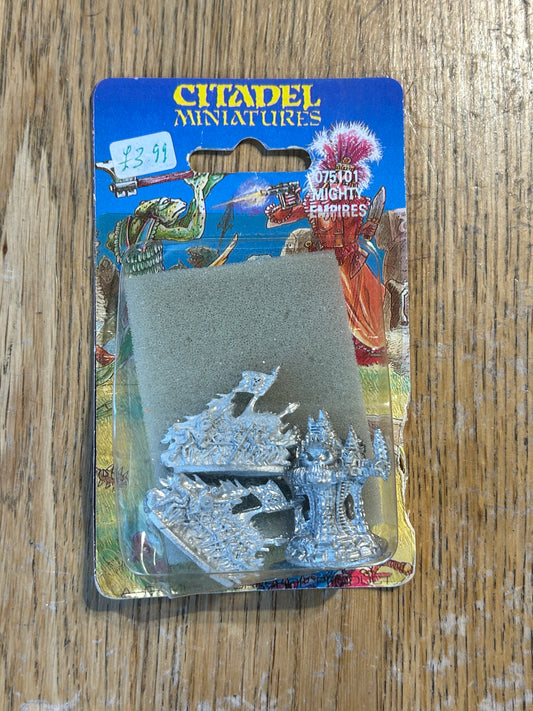 CITADEL
MINIATURES
£3.99
075101
MIGHTY
EMPIRES